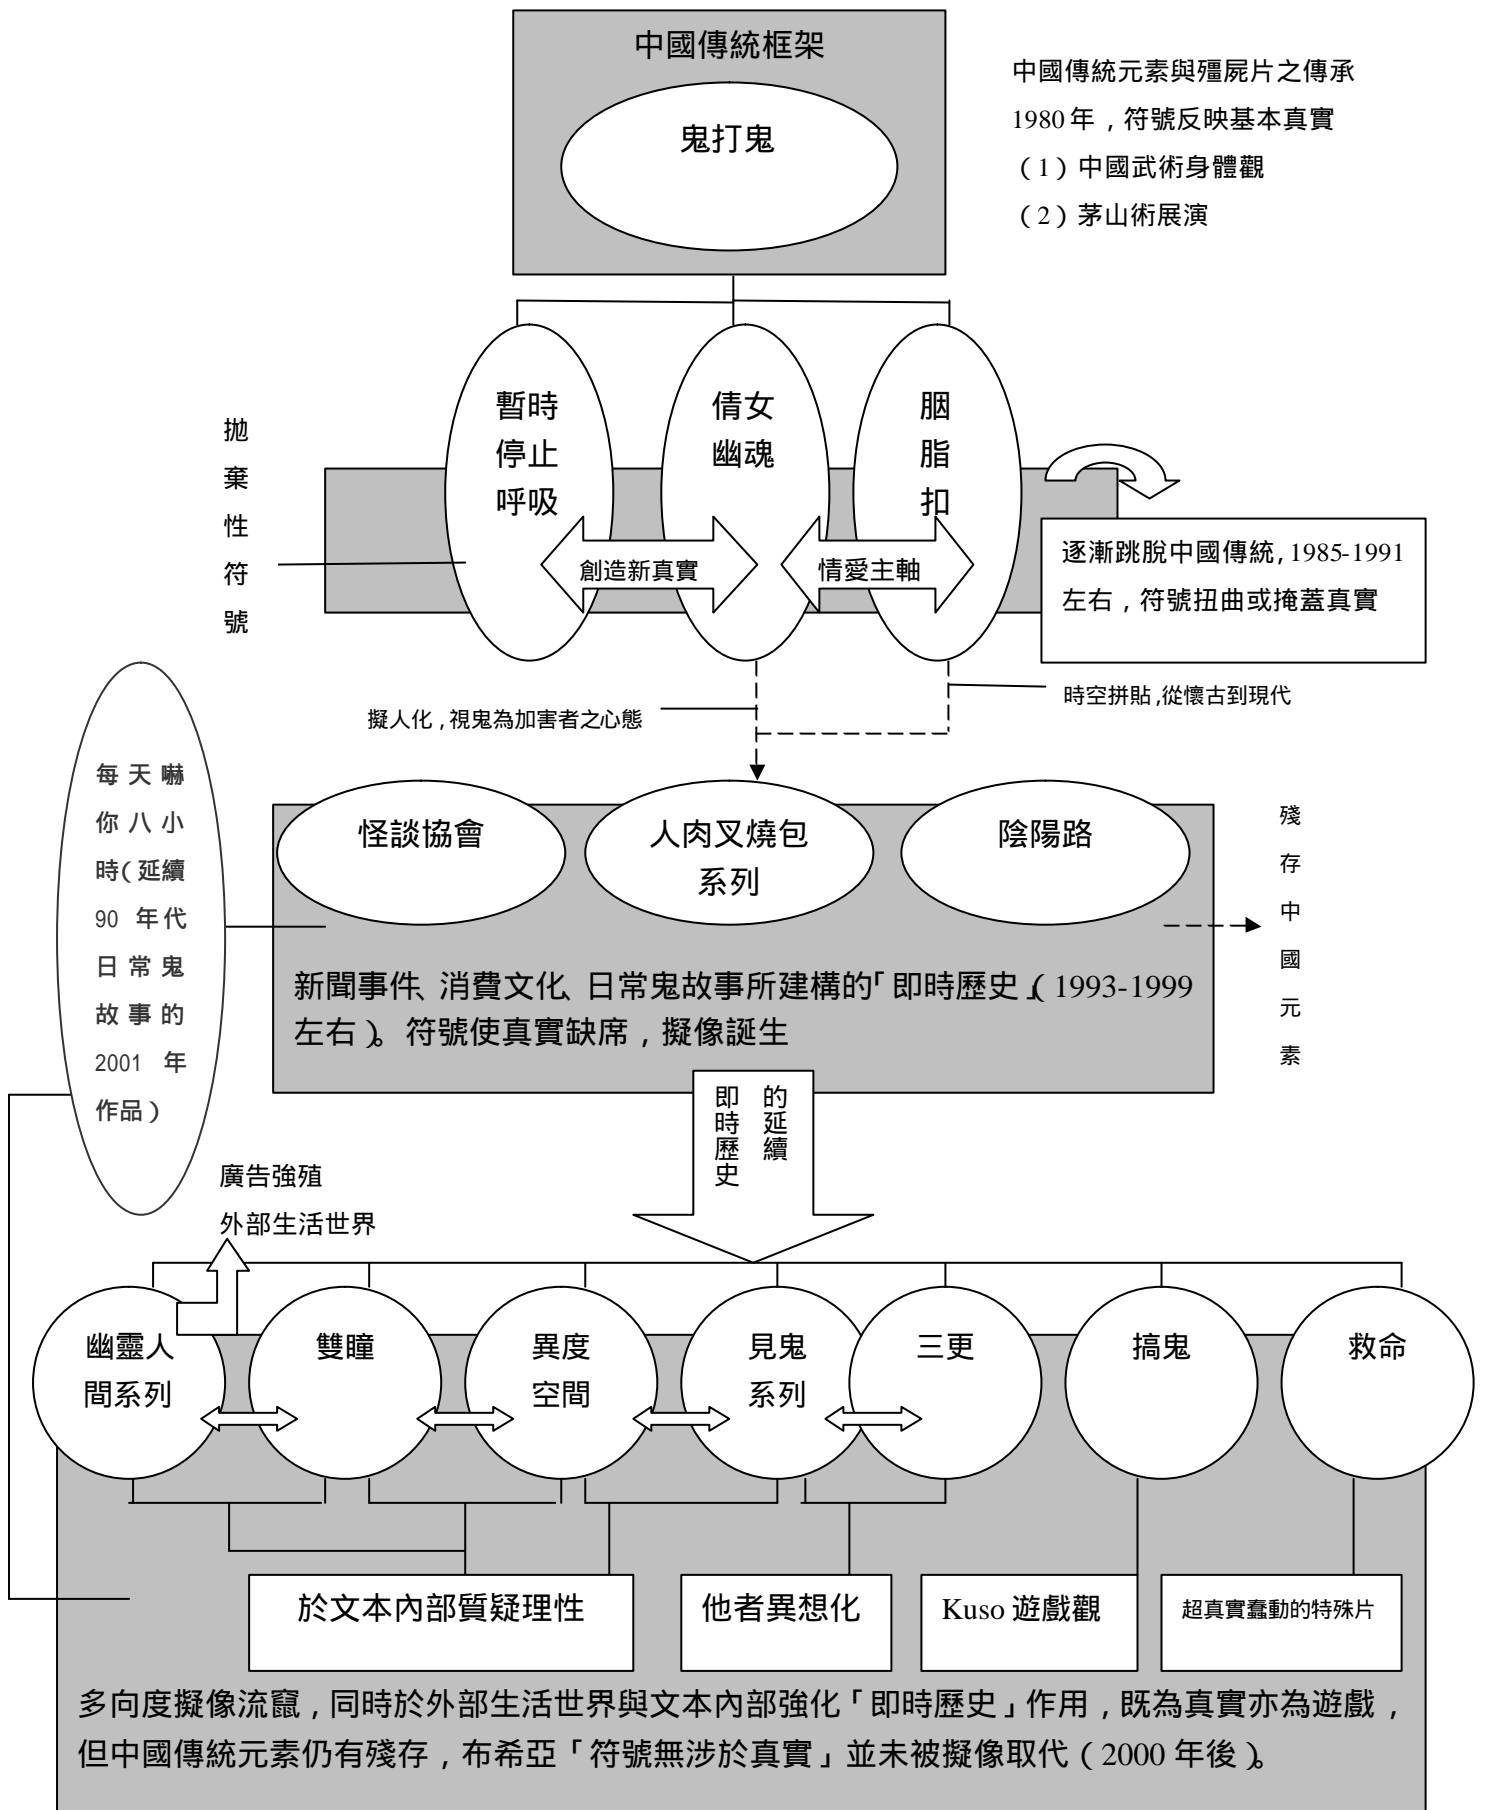 中國傳統框架
鬼打鬼
中國傳統元素與殭屍片之傳承
1980年，符號反映基本真實
（1）中國武術身體觀
（2）茅山術展演
暫時
停止
呼吸
倩女
幽魂
胭
脂
扣
拋
棄
性
符
號
創造新真實
情愛主軸
逐漸跳脫中國傳統，1985-1991
左右，符號扭曲或掩蓋真實
擬人化，視鬼為加害者之心態
時空拼貼，從懷古到現代
每天嚇
你八小
時（延續
90 年代
日常鬼
故事的
2001 年
作品）
怪談協會
人肉叉燒包
系列
陰陽路
殘
存
中
國
元
素
新聞事件、消費文化、日常鬼故事所建構的「即時歷史」（1993-1999
左右）。符號使真實缺席，擬像誕生
即時歷史
的延續
廣告強殖
外部生活世界
幽靈人
間系列
雙瞳
異度
空間
見鬼
系列
三更
搞鬼
救命
於文本內部質疑理性
他者異想化
Kuso 遊戲觀
超真實蠢動的特殊片
多向度擬像流竄，同時於外部生活世界與文本內部強化「即時歷史」作用，既為真實亦為遊戲，
但中國傳統元素仍有殘存，布希亞「符號無涉於真實」並未被擬像取代（2000 年後）。